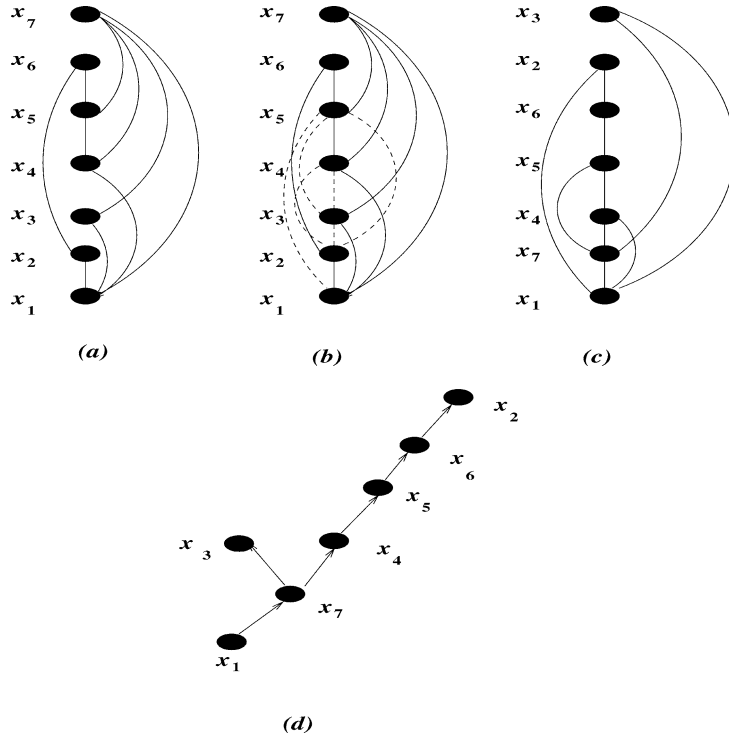 x7 x7 x3
x6 x6 x2
x5 x5 x6
x4 x4 x5
x3 x3 x4
x2 x2 x7
x1 x1 x1
(a) (b) (c)
x2
x6
x5
x3 x4
x7
x1
(d)